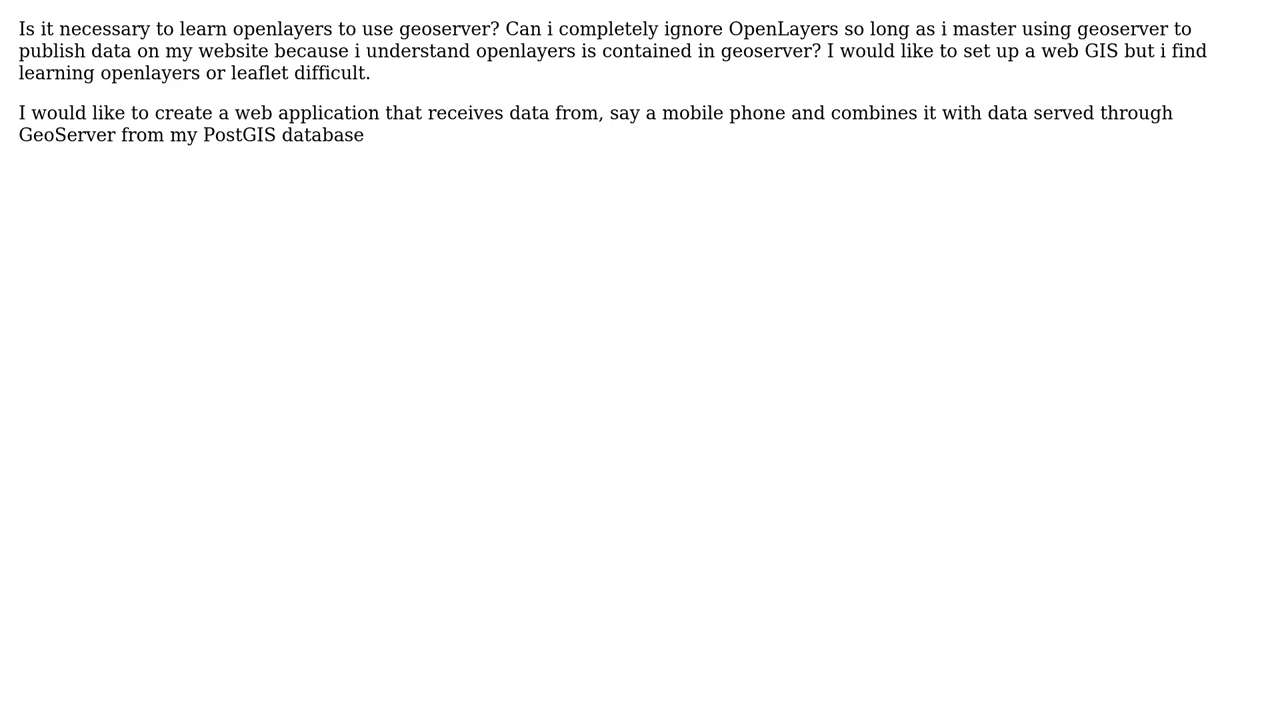 Is it necessary to learn openlayers to use geoserver? Can i completely ignore OpenLayers so long as i master using geoserver to
publish data on my website because i understand openlayers is contained in geoserver? I would like to set up a web GIS but i find
learning openlayers or leaflet difficult.
I would like to create a web application that receives data from, say a mobile phone and combines it with data served through
GeoServer from my PostGIS database